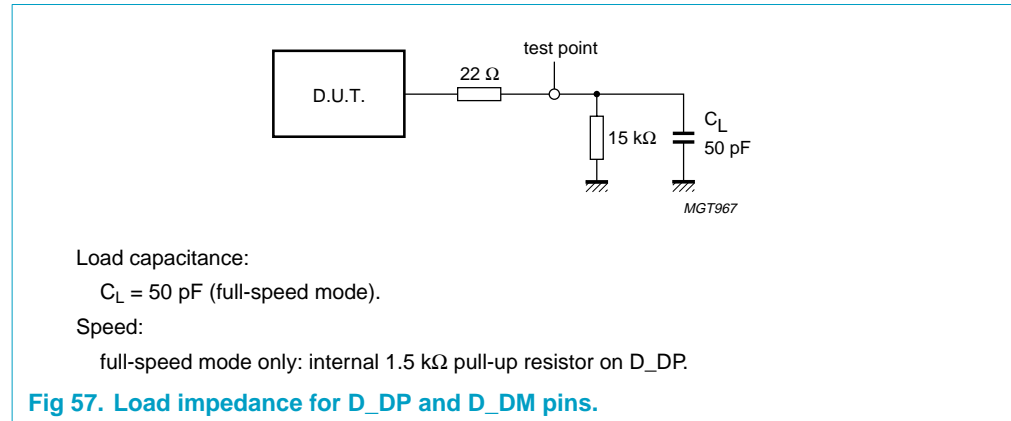 test point
22 Ω
D.U.T.
15 kΩ
CL
50 pF
MGT967
Load capacitance:
CL = 50 pF (full-speed mode).
Speed:
full-speed mode only: internal 1.5 kΩ pull-up resistor on D_DP.
Fig 57. Load impedance for D_DP and D_DM pins.